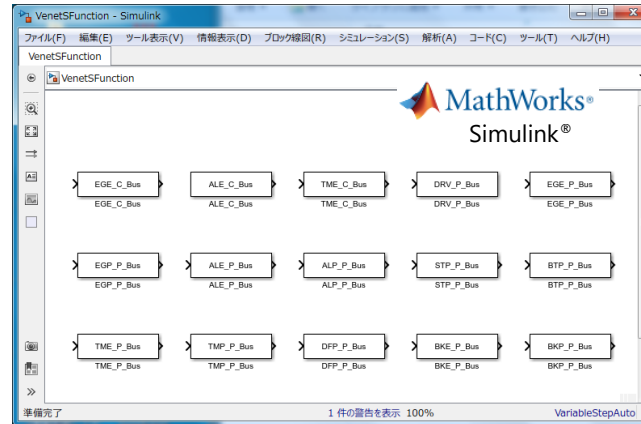 VenetSFunction - Simulink
ファイル(F) 編集(E) ツール表示(V) 情報表示(D) ブロック線図(R) シミュレーション(S) 解析(A) コード(C) ツール(T) ヘルプ(H)
VenetSFunction
VenetSFunction
MathWorks®
Simulink®
EGE_C_Bus ALE_C_Bus TME_C_Bus DRV_P_Bus EGE_P_Bus
EGE_C_Bus ALE_C_Bus TME_C_Bus DRV_P_Bus EGE_P_Bus
EGP_P_Bus ALE_P_Bus ALP_P_Bus STP_P_Bus BTP_P_Bus
EGP_P_Bus ALE_P_Bus ALP_P_Bus STP_P_Bus BTP_P_Bus
TME_P_Bus TMP_P_Bus DFP_P_Bus BKE_P_Bus BKP_P_Bus
TME_P_Bus TMP_P_Bus DFP_P_Bus BKE_P_Bus BKP_P_Bus
準備完了 1 件の警告を表示 100% VariableStepAuto